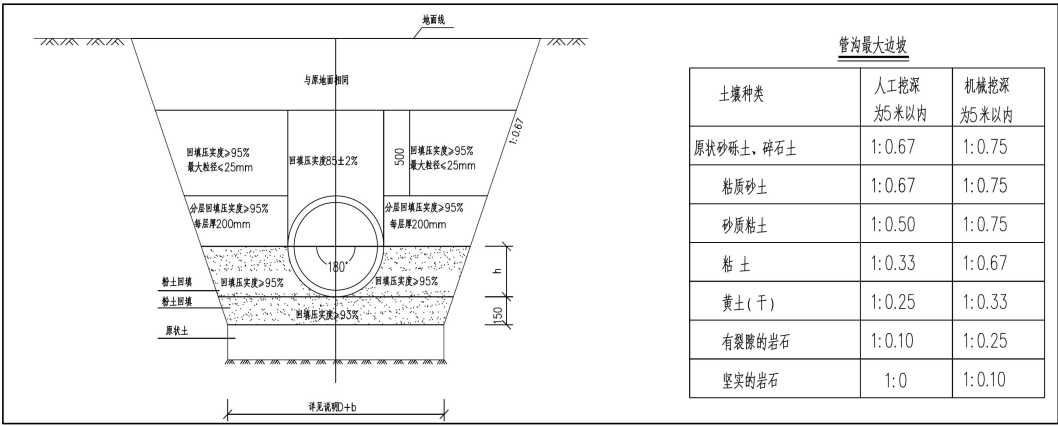 地面线
与原地面相同
1:0.67
回填压实度≥95%
最大粒径≤25mm
回填压实度85±2%
500
回填压实度≥95%
最大粒径≤25mm
分层回填压实度≥95%
每层厚200mm
分层回填压实度≥95%
每层厚200mm
180°
h
粉土回填
回填压实度≥95%
回填压实度≥95%
粉土回填
回填压实度≥93%
150
原状土
详见说明D+b
管沟最大边坡
土壤种类
人工挖深
为5米以内
机械挖深
为5米以内
原状砂砾土、碎石土 1:0.67 1:0.75
粘质砂土 1:0.67 1:0.75
砂质粘土 1:0.50 1:0.75
粘 土 1:0.33 1:0.67
黄土(干) 1:0.25 1:0.33
有裂隙的岩石 1:0.10 1:0.25
坚实的岩石 1:0 1:0.10